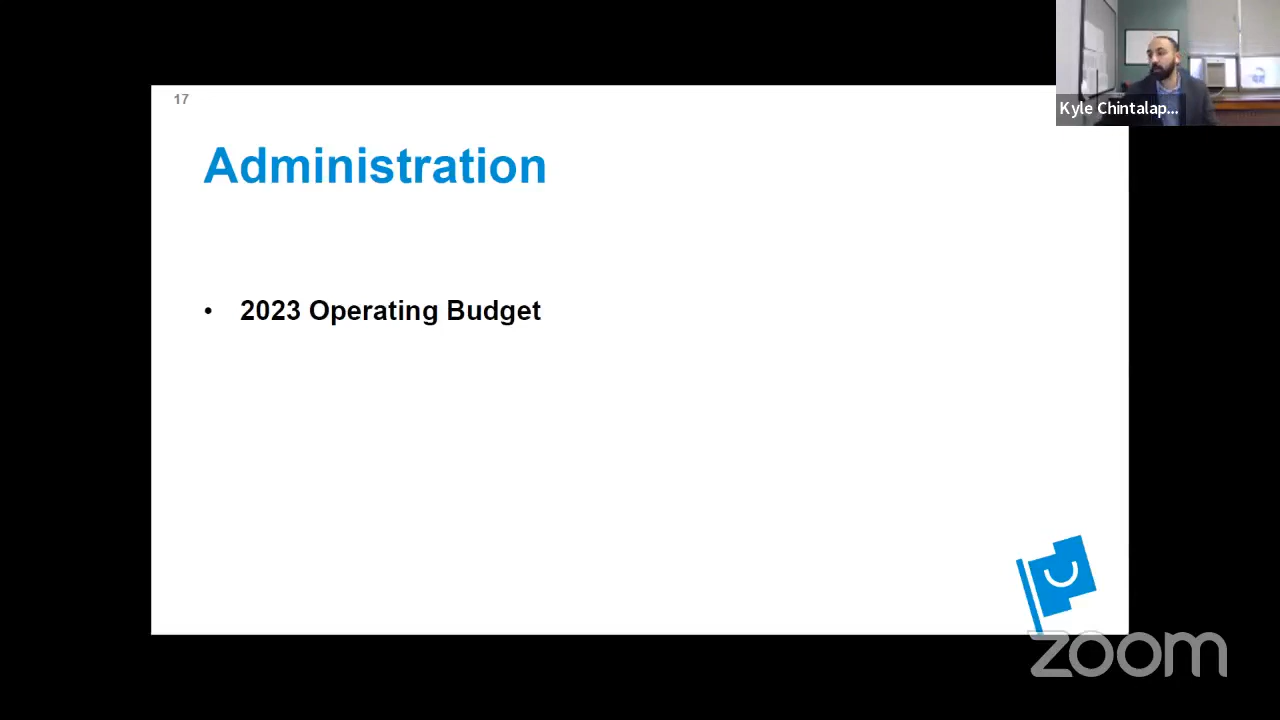 17
Kyle Chintalap...
Administration
• 2023 Operating Budget
zoom